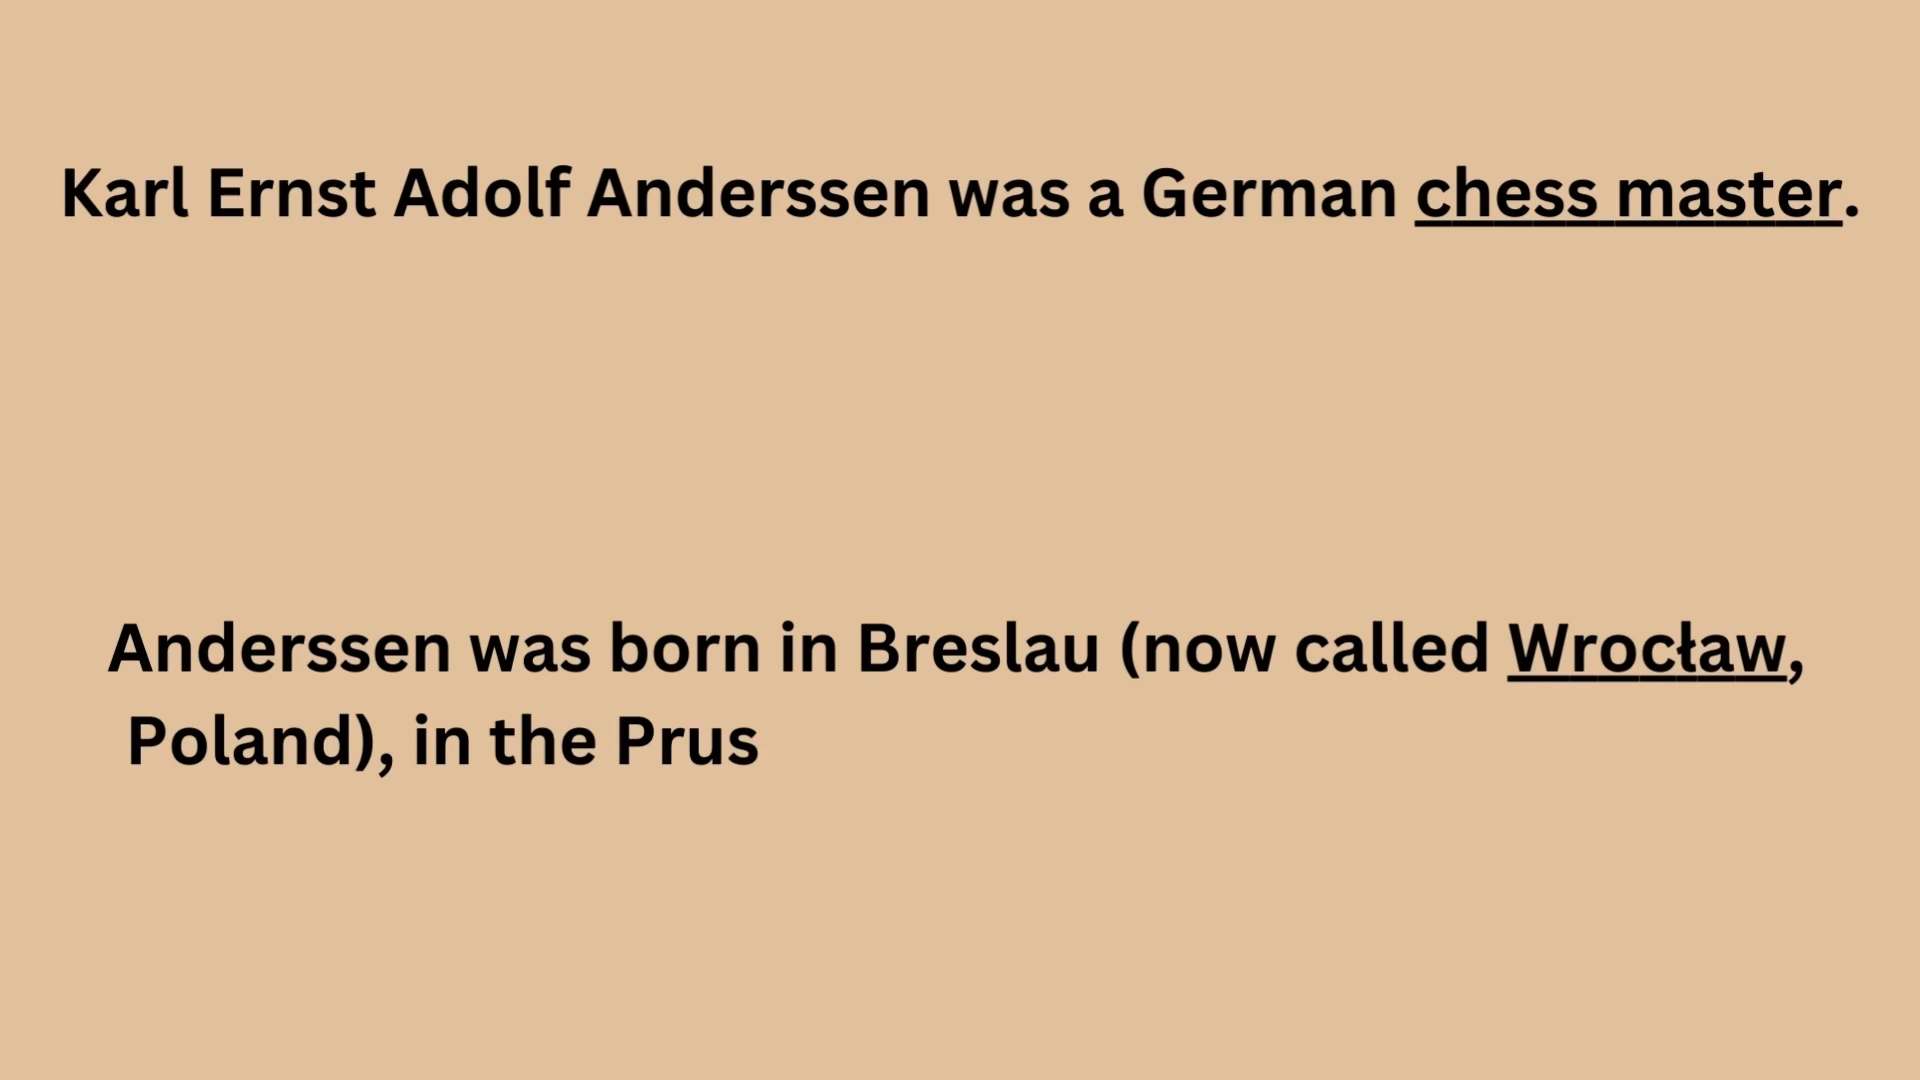 Karl Ernst Adolf Anderssen was a German chess master.
Anderssen was born in Breslau (now called Wrocław,
Poland), in the Prus